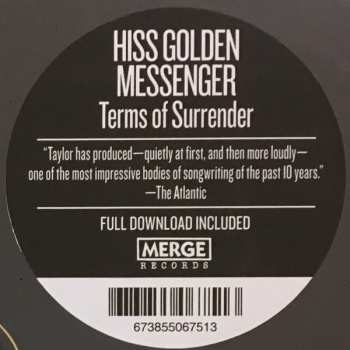 HISS GOLDEN
MESSENGER
Terms of Surrender
“Taylor has produced—quietly at first, and then more loudly—
one of the most impressive bodies of songwriting of the past 10 years.”
—The Atlantic
FULL DOWNLOAD INCLUDED
MERGE
RECORDS
673855067513